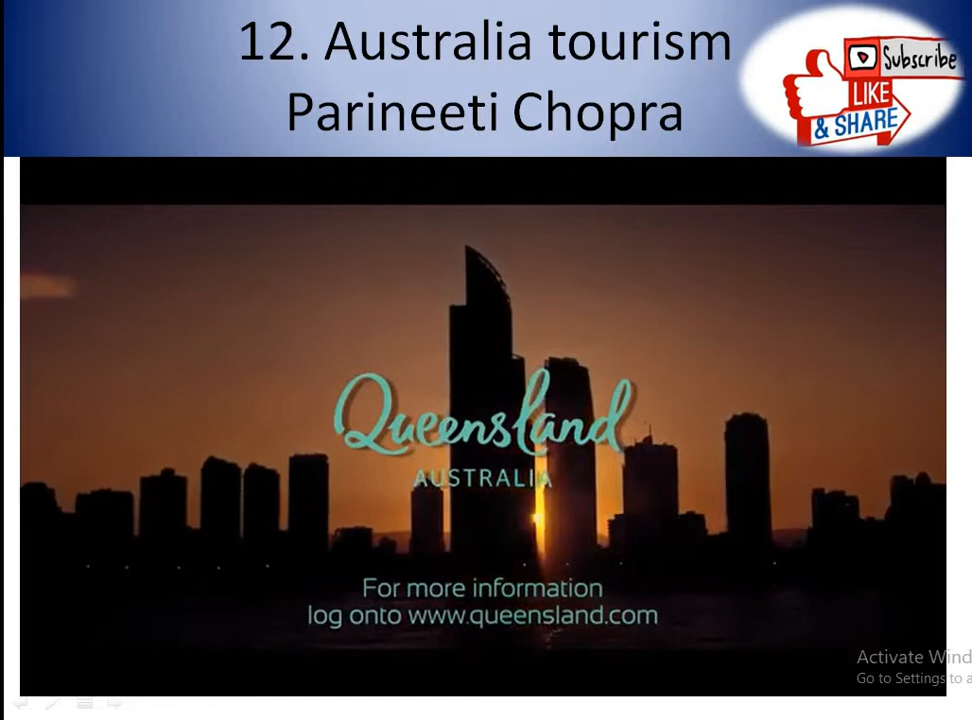 12. Australia tourism
Parineeti Chopra
Subscribe
LIKE
& SHARE
Queensland
AUSTRALIA
For more information
log onto www.queensland.com
Activate Wind
Go to Settings to a